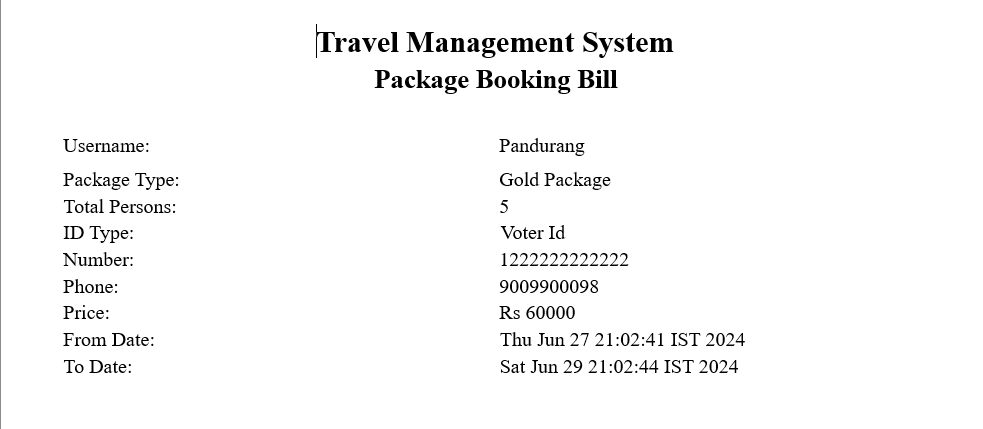 Travel Management System
Package Booking Bill
Username: Pandurang
Package Type: Gold Package
Total Persons: 5
ID Type: Voter Id
Number: 1222222222222
Phone: 9009900098
Price: Rs 60000
From Date: Thu Jun 27 21:02:41 IST 2024
To Date: Sat Jun 29 21:02:44 IST 2024